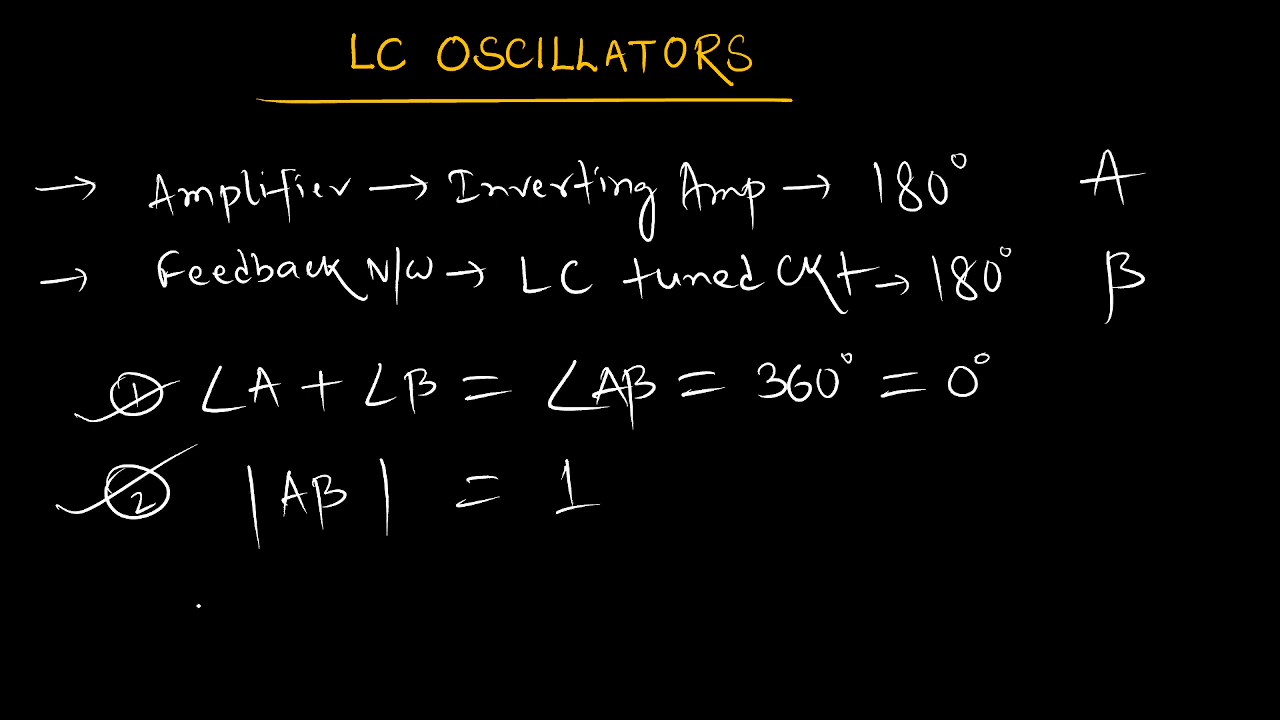 LC OSCILLATORS
→ Amplifier → Inverting Amp → 180° A
→ Feedback N/W → LC tuned CKt → 180° β
① ∠A + ∠β = ∠Aβ = 360° = 0°
② |Aβ| = 1